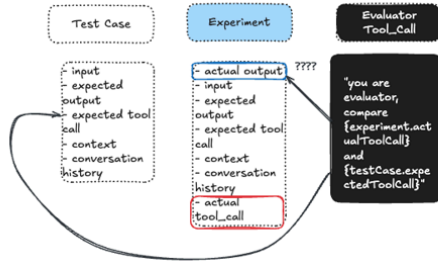 Test Case
Experiment
Evaluator
Tool_Call
- input
- expected
output
- expected tool
call
- context
- conversation
history
- actual output
- input
- expected
output
- expected tool
call
- context
- conversation
history
- actual
tool_call
????
"you are
evaluator,
compare
{experiment.act
ualToolCall}
and
{testCase.expe
ctedToolCall}"